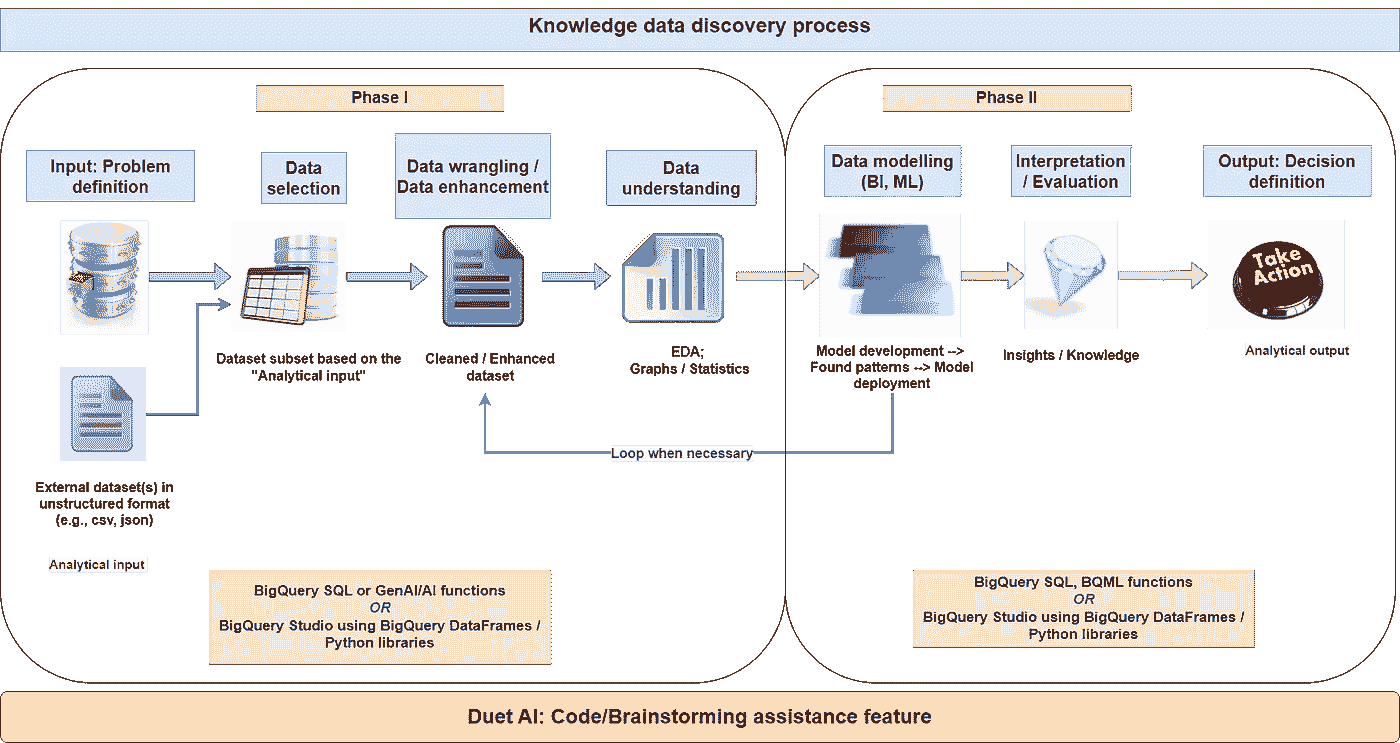 Knowledge data discovery process
Phase I
Input: Problem
definition
Data
selection
Data wrangling /
Data enhancement
Data
understanding
Dataset subset based on the
"Analytical input"
Cleaned / Enhanced
dataset
EDA;
Graphs / Statistics
External dataset(s) in
unstructured format
(e.g., csv, json)
Analytical input
BigQuery SQL or GenAI/AI functions
OR
BigQuery Studio using BigQuery DataFrames /
Python libraries
Loop when necessary
Phase II
Data modelling
(BI, ML)
Interpretation
/ Evaluation
Output: Decision
definition
Take
Action
Model development -->
Found patterns --> Model
deployment
Insights / Knowledge
Analytical output
BigQuery SQL, BQML functions
OR
BigQuery Studio using BigQuery DataFrames /
Python libraries
Duet AI: Code/Brainstorming assistance feature